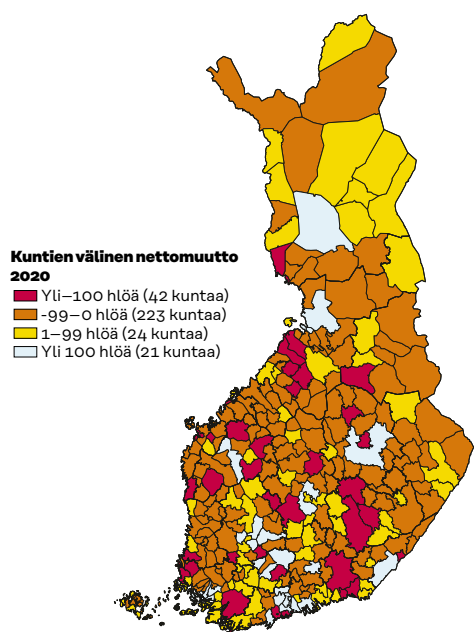 Kuntien välinen nettomuutto
2020
Yli–100 hlöä (42 kuntaa)
-99–0 hlöä (223 kuntaa)
1–99 hlöä (24 kuntaa)
Yli 100 hlöä (21 kuntaa)